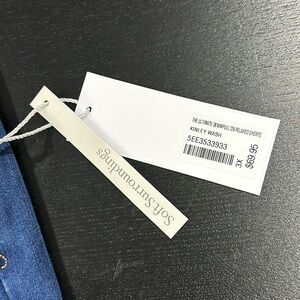 THE ULTIMATE DENIM PULL ON RELAXED SHORTS
KINLEY WASH
5EE3533933
3X
$69.95
Soft Surroundings